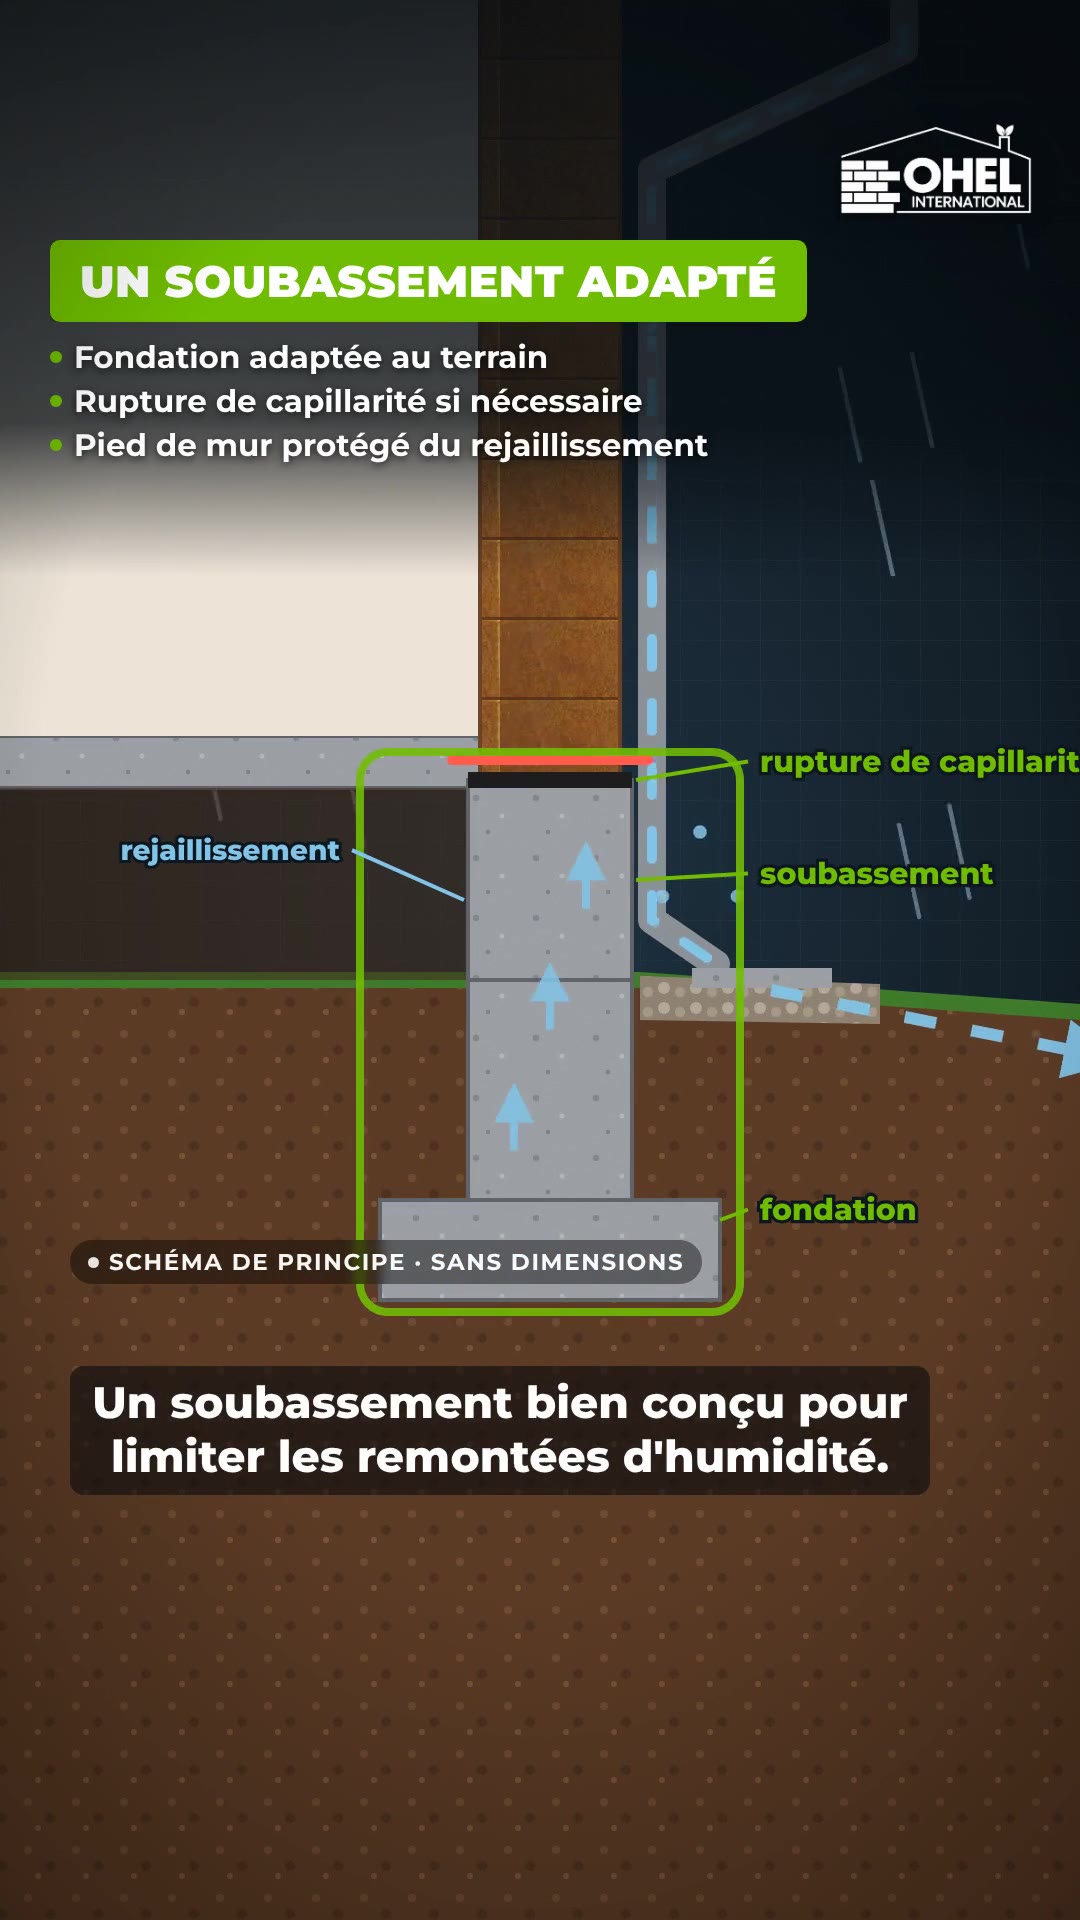 OHEL
INTERNATIONAL
UN SOUBASSEMENT ADAPTÉ
Fondation adaptée au terrain
Rupture de capillarité si nécessaire
Pied de mur protégé du rejaillissement
rupture de capillarit
rejaillissement
soubassement
fondation
SCHÉMA DE PRINCIPE · SANS DIMENSIONS
Un soubassement bien conçu pour
limiter les remontées d'humidité.